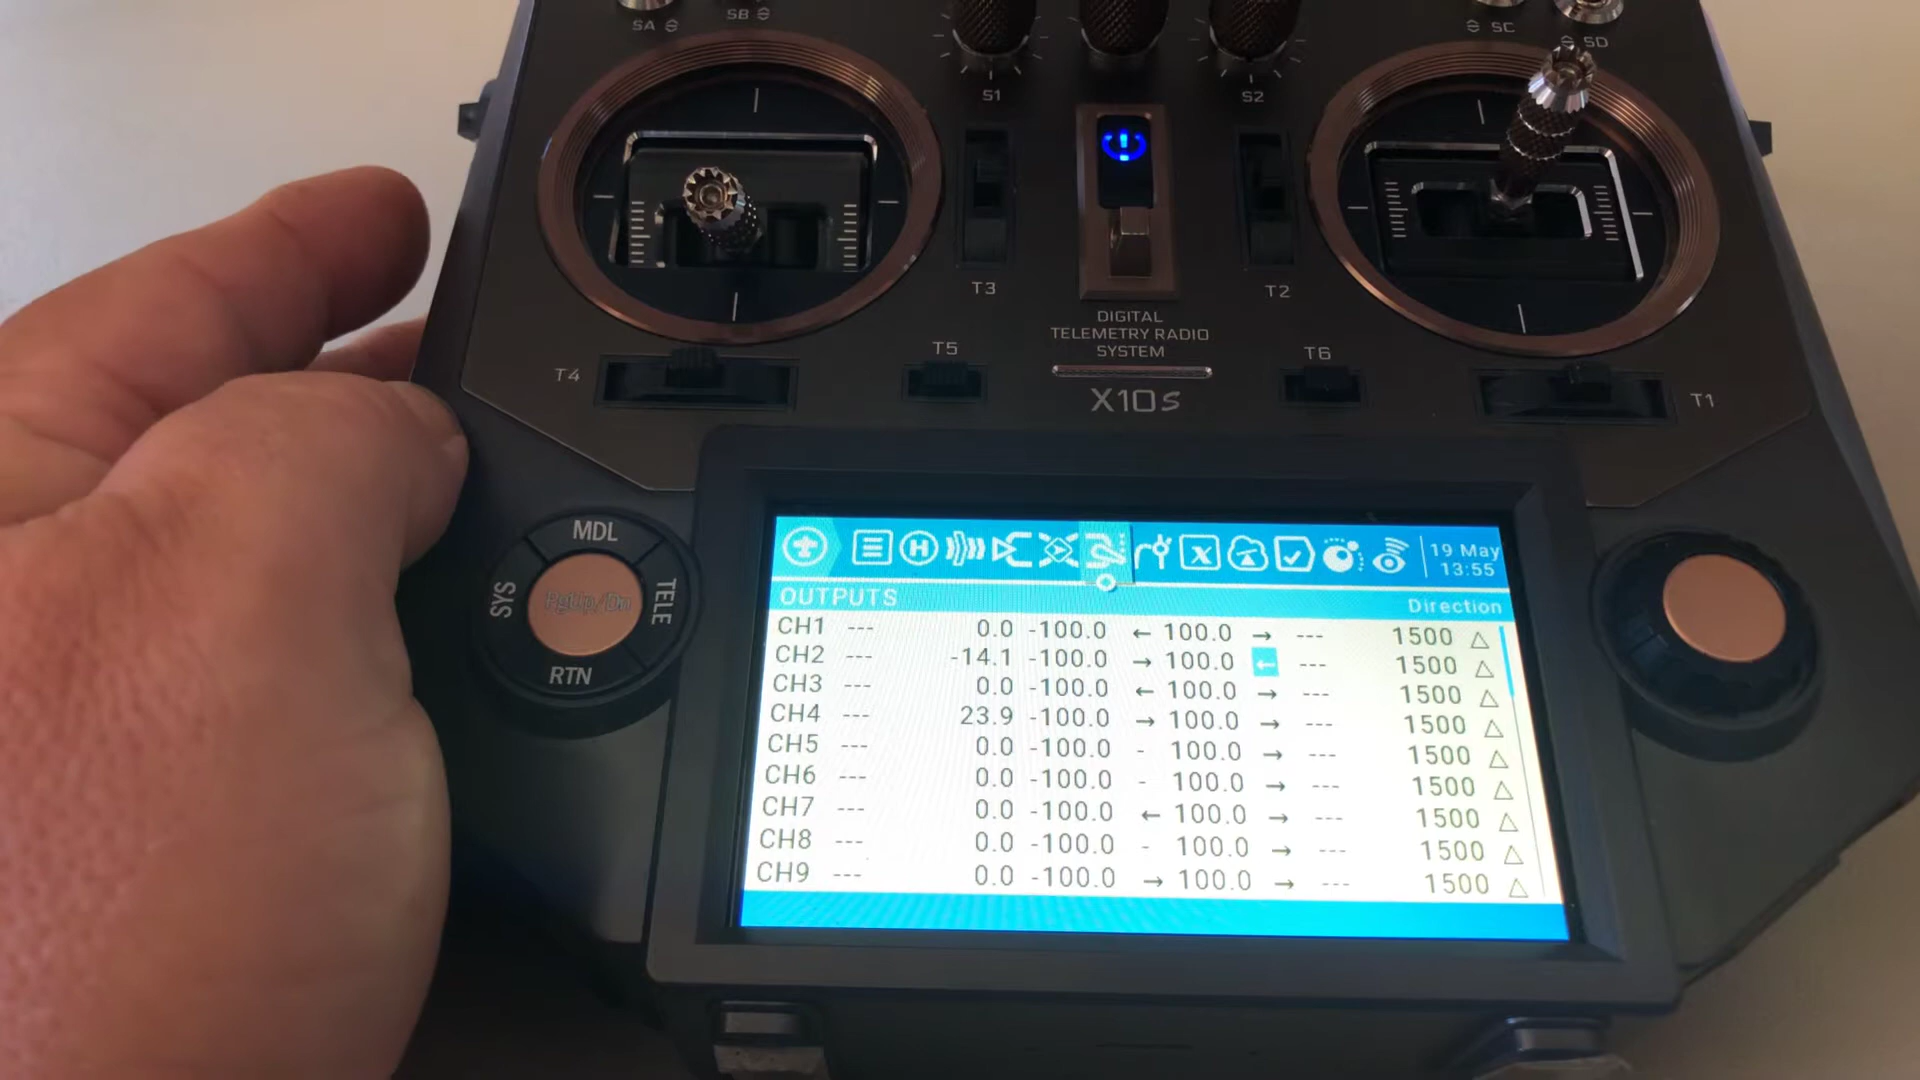 SA SB SC SD
S1 S2
T3 T2
DIGITAL
TELEMETRY RADIO
SYSTEM
T4 T5 T6 T1
X10S
MDL
SYS PgUp/Dn TELE
RTN
19 May
13:55
OUTPUTS Direction
CH1 --- 0.0 -100.0 ← 100.0 → --- 1500 △
CH2 --- -14.1 -100.0 → 100.0 ← --- 1500 △
CH3 --- 0.0 -100.0 ← 100.0 → --- 1500 △
CH4 --- 23.9 -100.0 → 100.0 → --- 1500 △
CH5 --- 0.0 -100.0 - 100.0 → --- 1500 △
CH6 --- 0.0 -100.0 - 100.0 → --- 1500 △
CH7 --- 0.0 -100.0 ← 100.0 → --- 1500 △
CH8 --- 0.0 -100.0 - 100.0 → --- 1500 △
CH9 --- 0.0 -100.0 → 100.0 → --- 1500 △